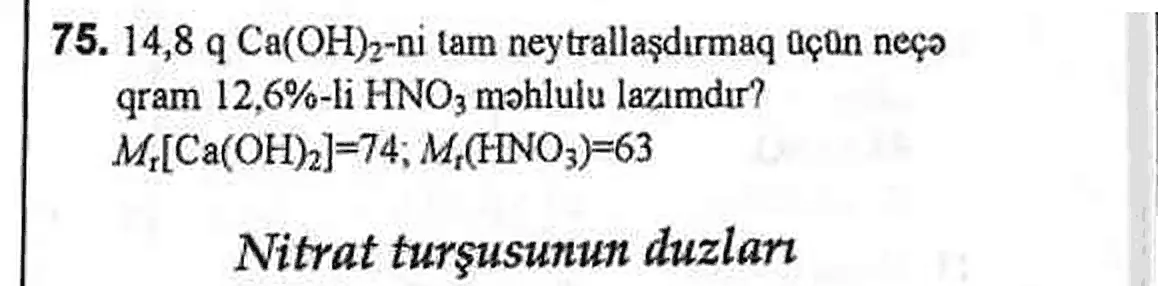 75. 14,8 q Ca(OH)₂-ni tam neytrallaşdırmaq üçün neçə
qram 12,6%-li HNO₃ məhlulu lazımdır?
Mᵣ[Ca(OH)₂]=74; Mᵣ(HNO₃)=63
Nitrat turşusunun duzları